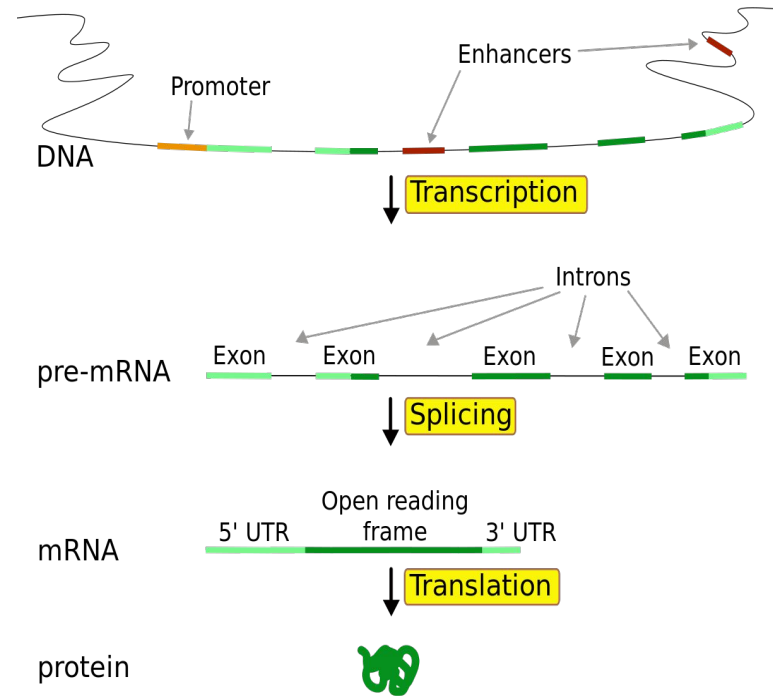 Enhancers
Promoter
DNA
Transcription
Introns
Exon Exon Exon Exon Exon
pre-mRNA
Splicing
Open reading
frame
5' UTR 3' UTR
mRNA
Translation
protein